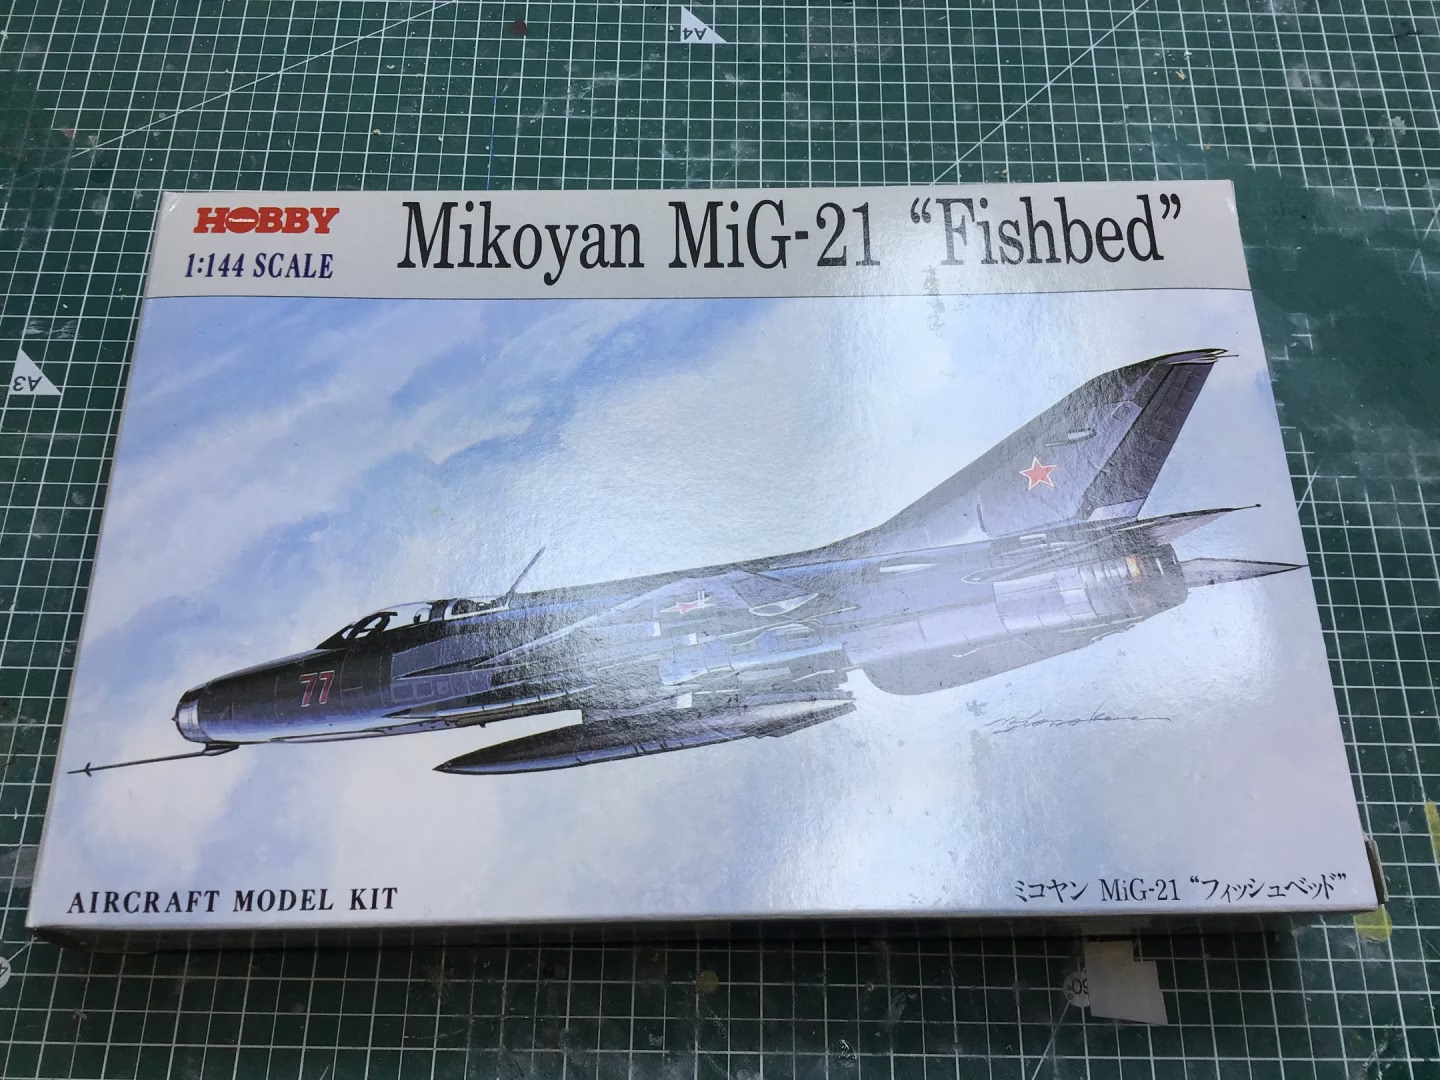 A4
HOBBY
1:144 SCALE
Mikoyan MiG-21 “Fishbed”
A3
77
AIRCRAFT MODEL KIT
ミコヤン MiG-21 “フィッシュベッド”